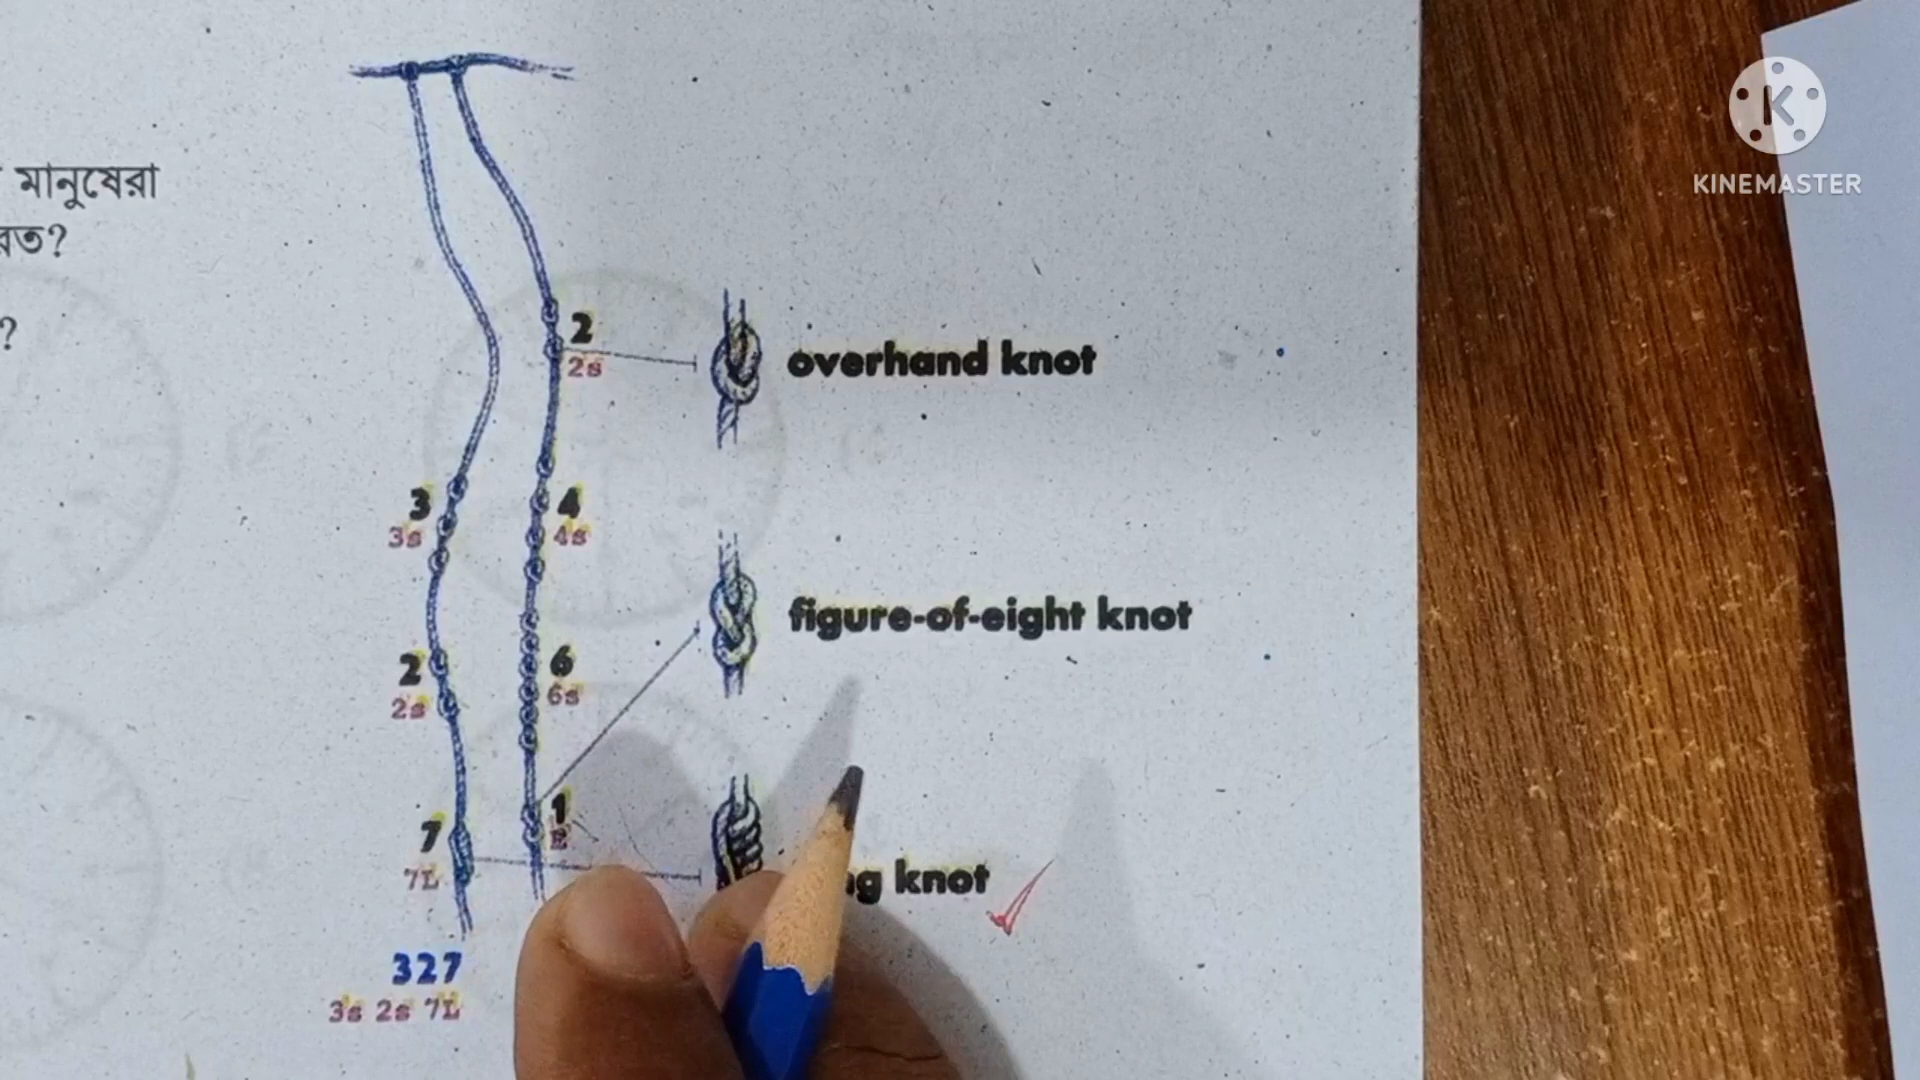 মানুষেরা
?
KINEMASTER
2
2s
overhand knot
3
3s
4
4s
figure-of-eight knot
2
2s
6
6s
7
7L
1
E
knot
327
3s 2s 7L